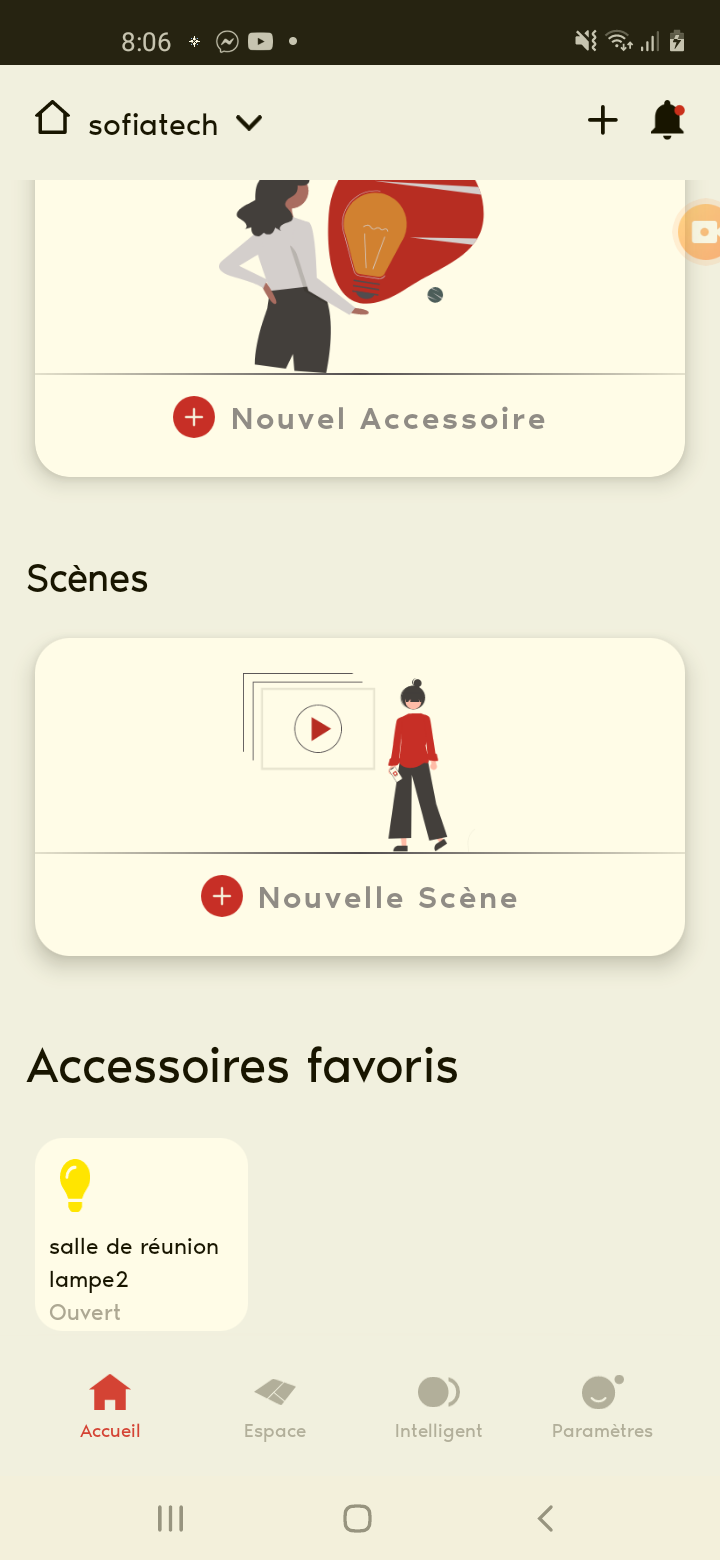 8:06
sofiatech
Nouvel Accessoire
Scènes
Nouvelle Scène
Accessoires favoris
salle de réunion
lampe2
Ouvert
Accueil
Espace
Intelligent
Paramètres